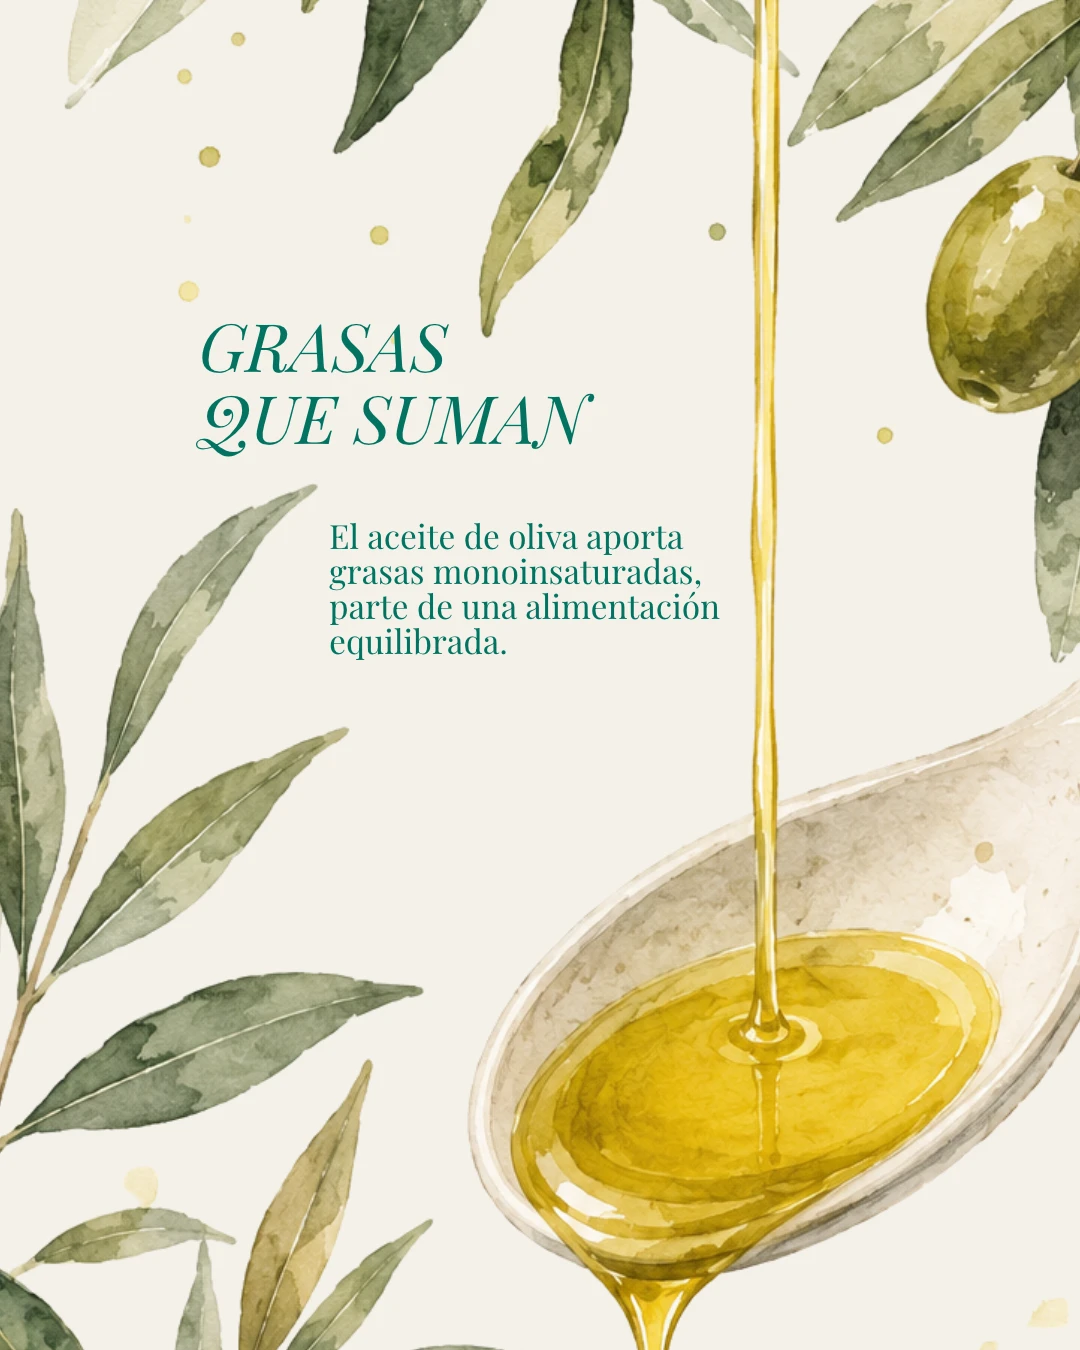 GRASAS
QUE SUMAN
El aceite de oliva aporta
grasas monoinsaturadas,
parte de una alimentación
equilibrada.